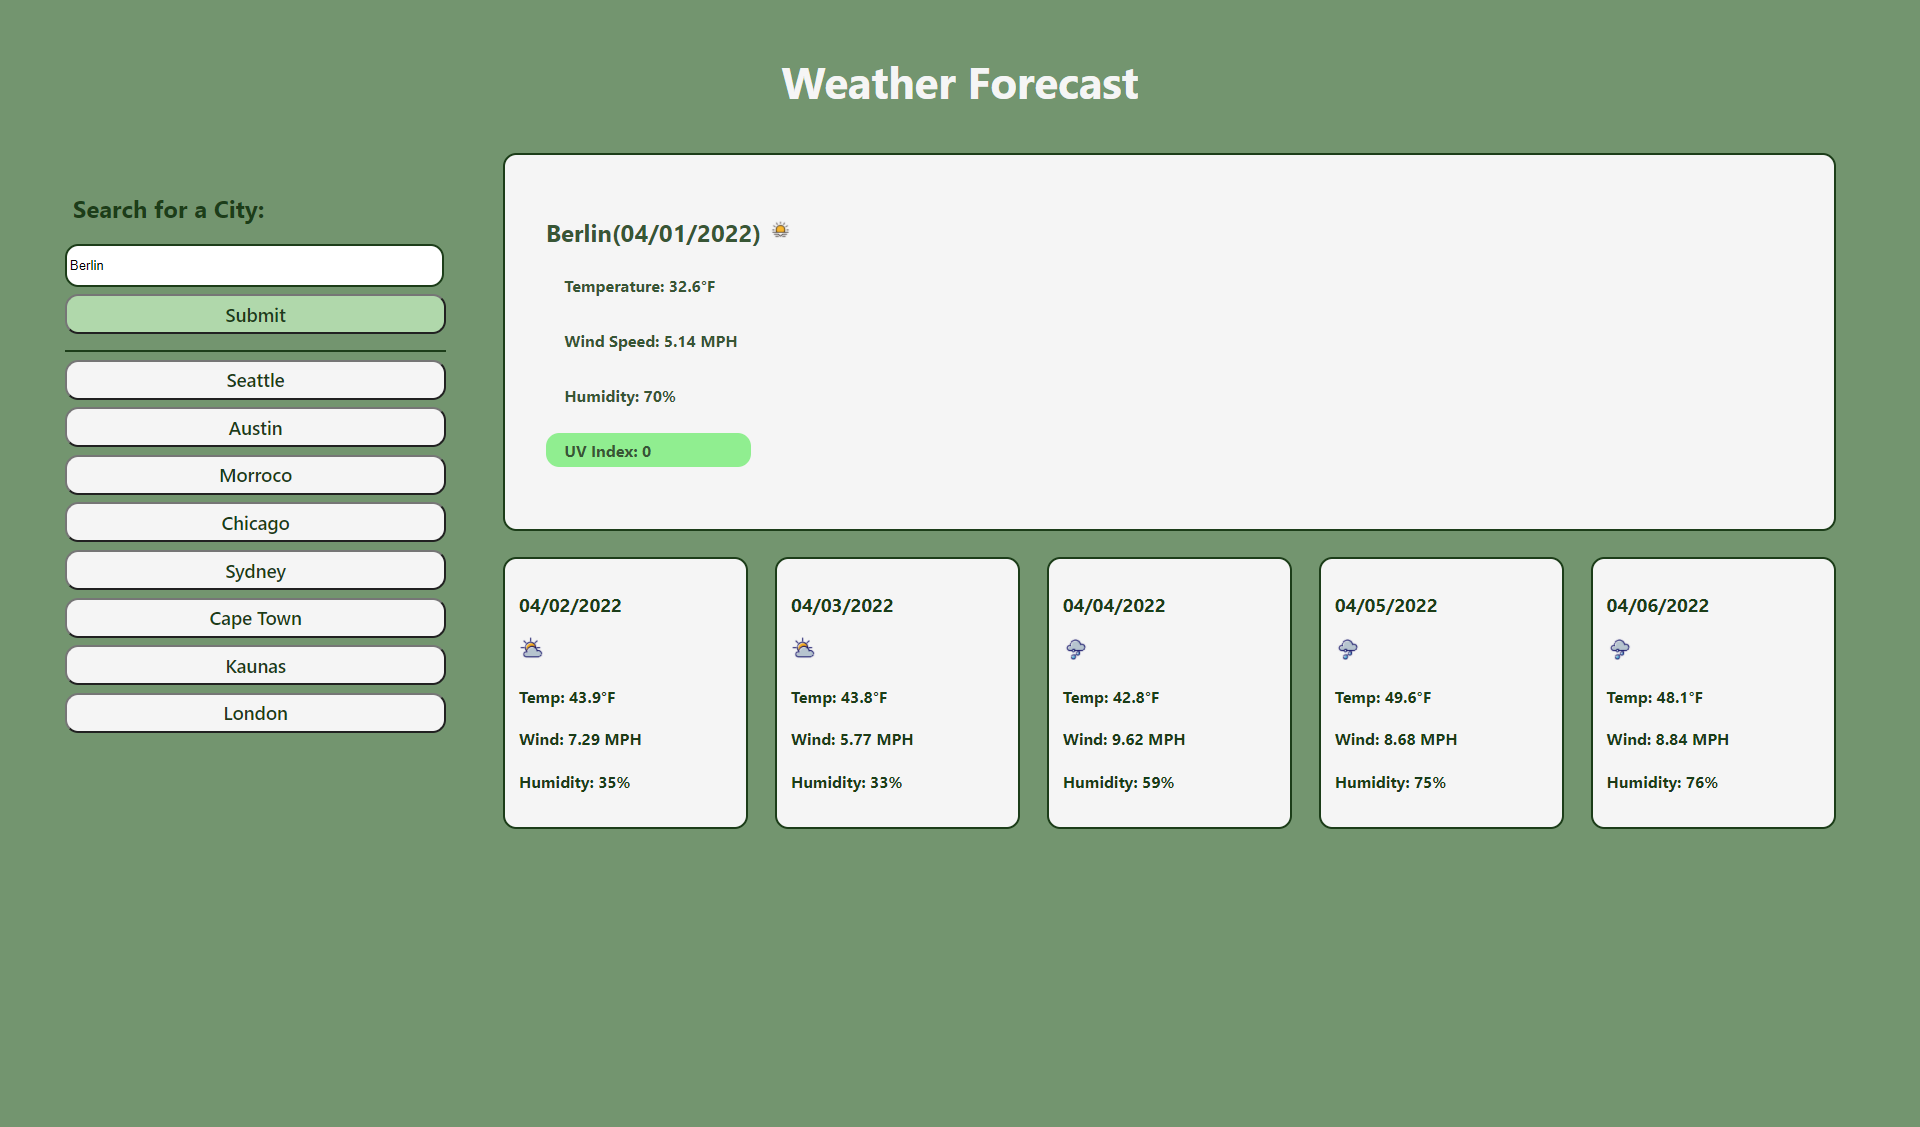 Weather Forecast
Search for a City:
Berlin
Submit
Seattle
Austin
Morroco
Chicago
Sydney
Cape Town
Kaunas
London
Berlin(04/01/2022)
Temperature: 32.6°F
Wind Speed: 5.14 MPH
Humidity: 70%
UV Index: 0
04/02/2022
Temp: 43.9°F
Wind: 7.29 MPH
Humidity: 35%
04/03/2022
Temp: 43.8°F
Wind: 5.77 MPH
Humidity: 33%
04/04/2022
Temp: 42.8°F
Wind: 9.62 MPH
Humidity: 59%
04/05/2022
Temp: 49.6°F
Wind: 8.68 MPH
Humidity: 75%
04/06/2022
Temp: 48.1°F
Wind: 8.84 MPH
Humidity: 76%